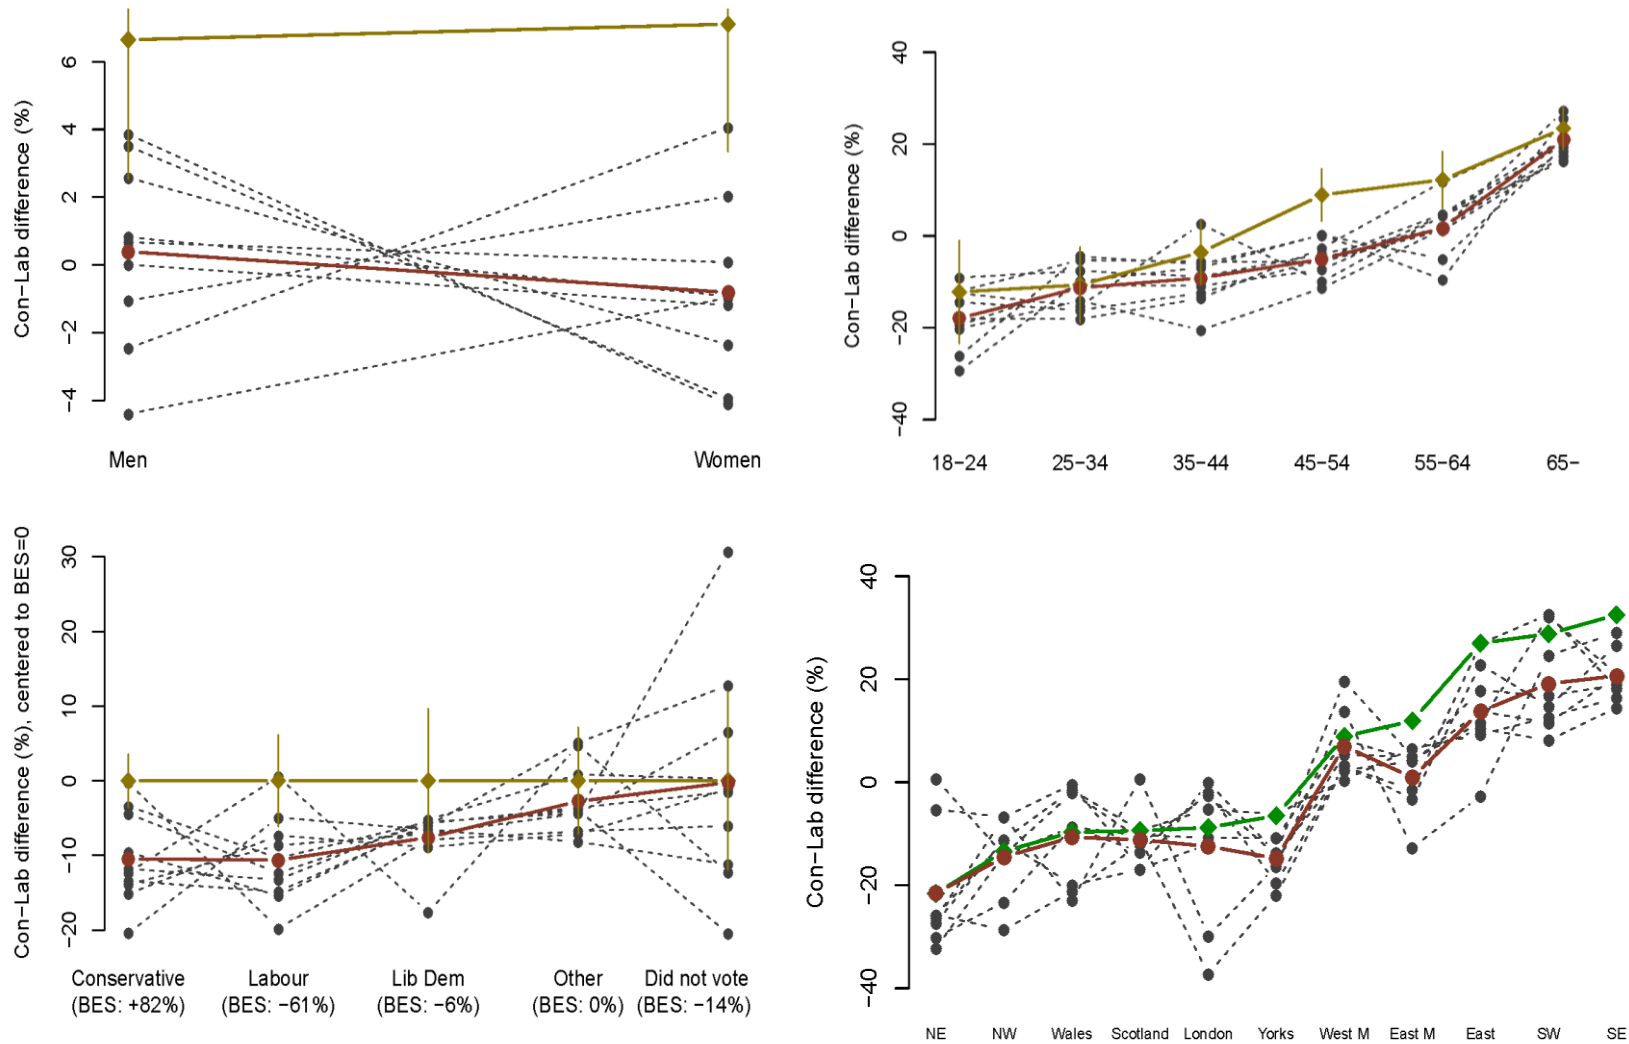 Con-Lab difference (%)
6
4
2
0
−2
−4
Men
Women
Con-Lab difference (%)
40
20
0
−20
−40
18−24
25−34
35−44
45−54
55−64
65−
Con-Lab difference (%), centered to BES=0
30
20
10
0
−10
−20
Conservative
(BES: +82%)
Labour
(BES: −61%)
Lib Dem
(BES: −6%)
Other
(BES: 0%)
Did not vote
(BES: −14%)
Con-Lab difference (%)
40
20
0
−20
−40
NE
NW
Wales
Scotland
London
Yorks
West M
East M
East
SW
SE